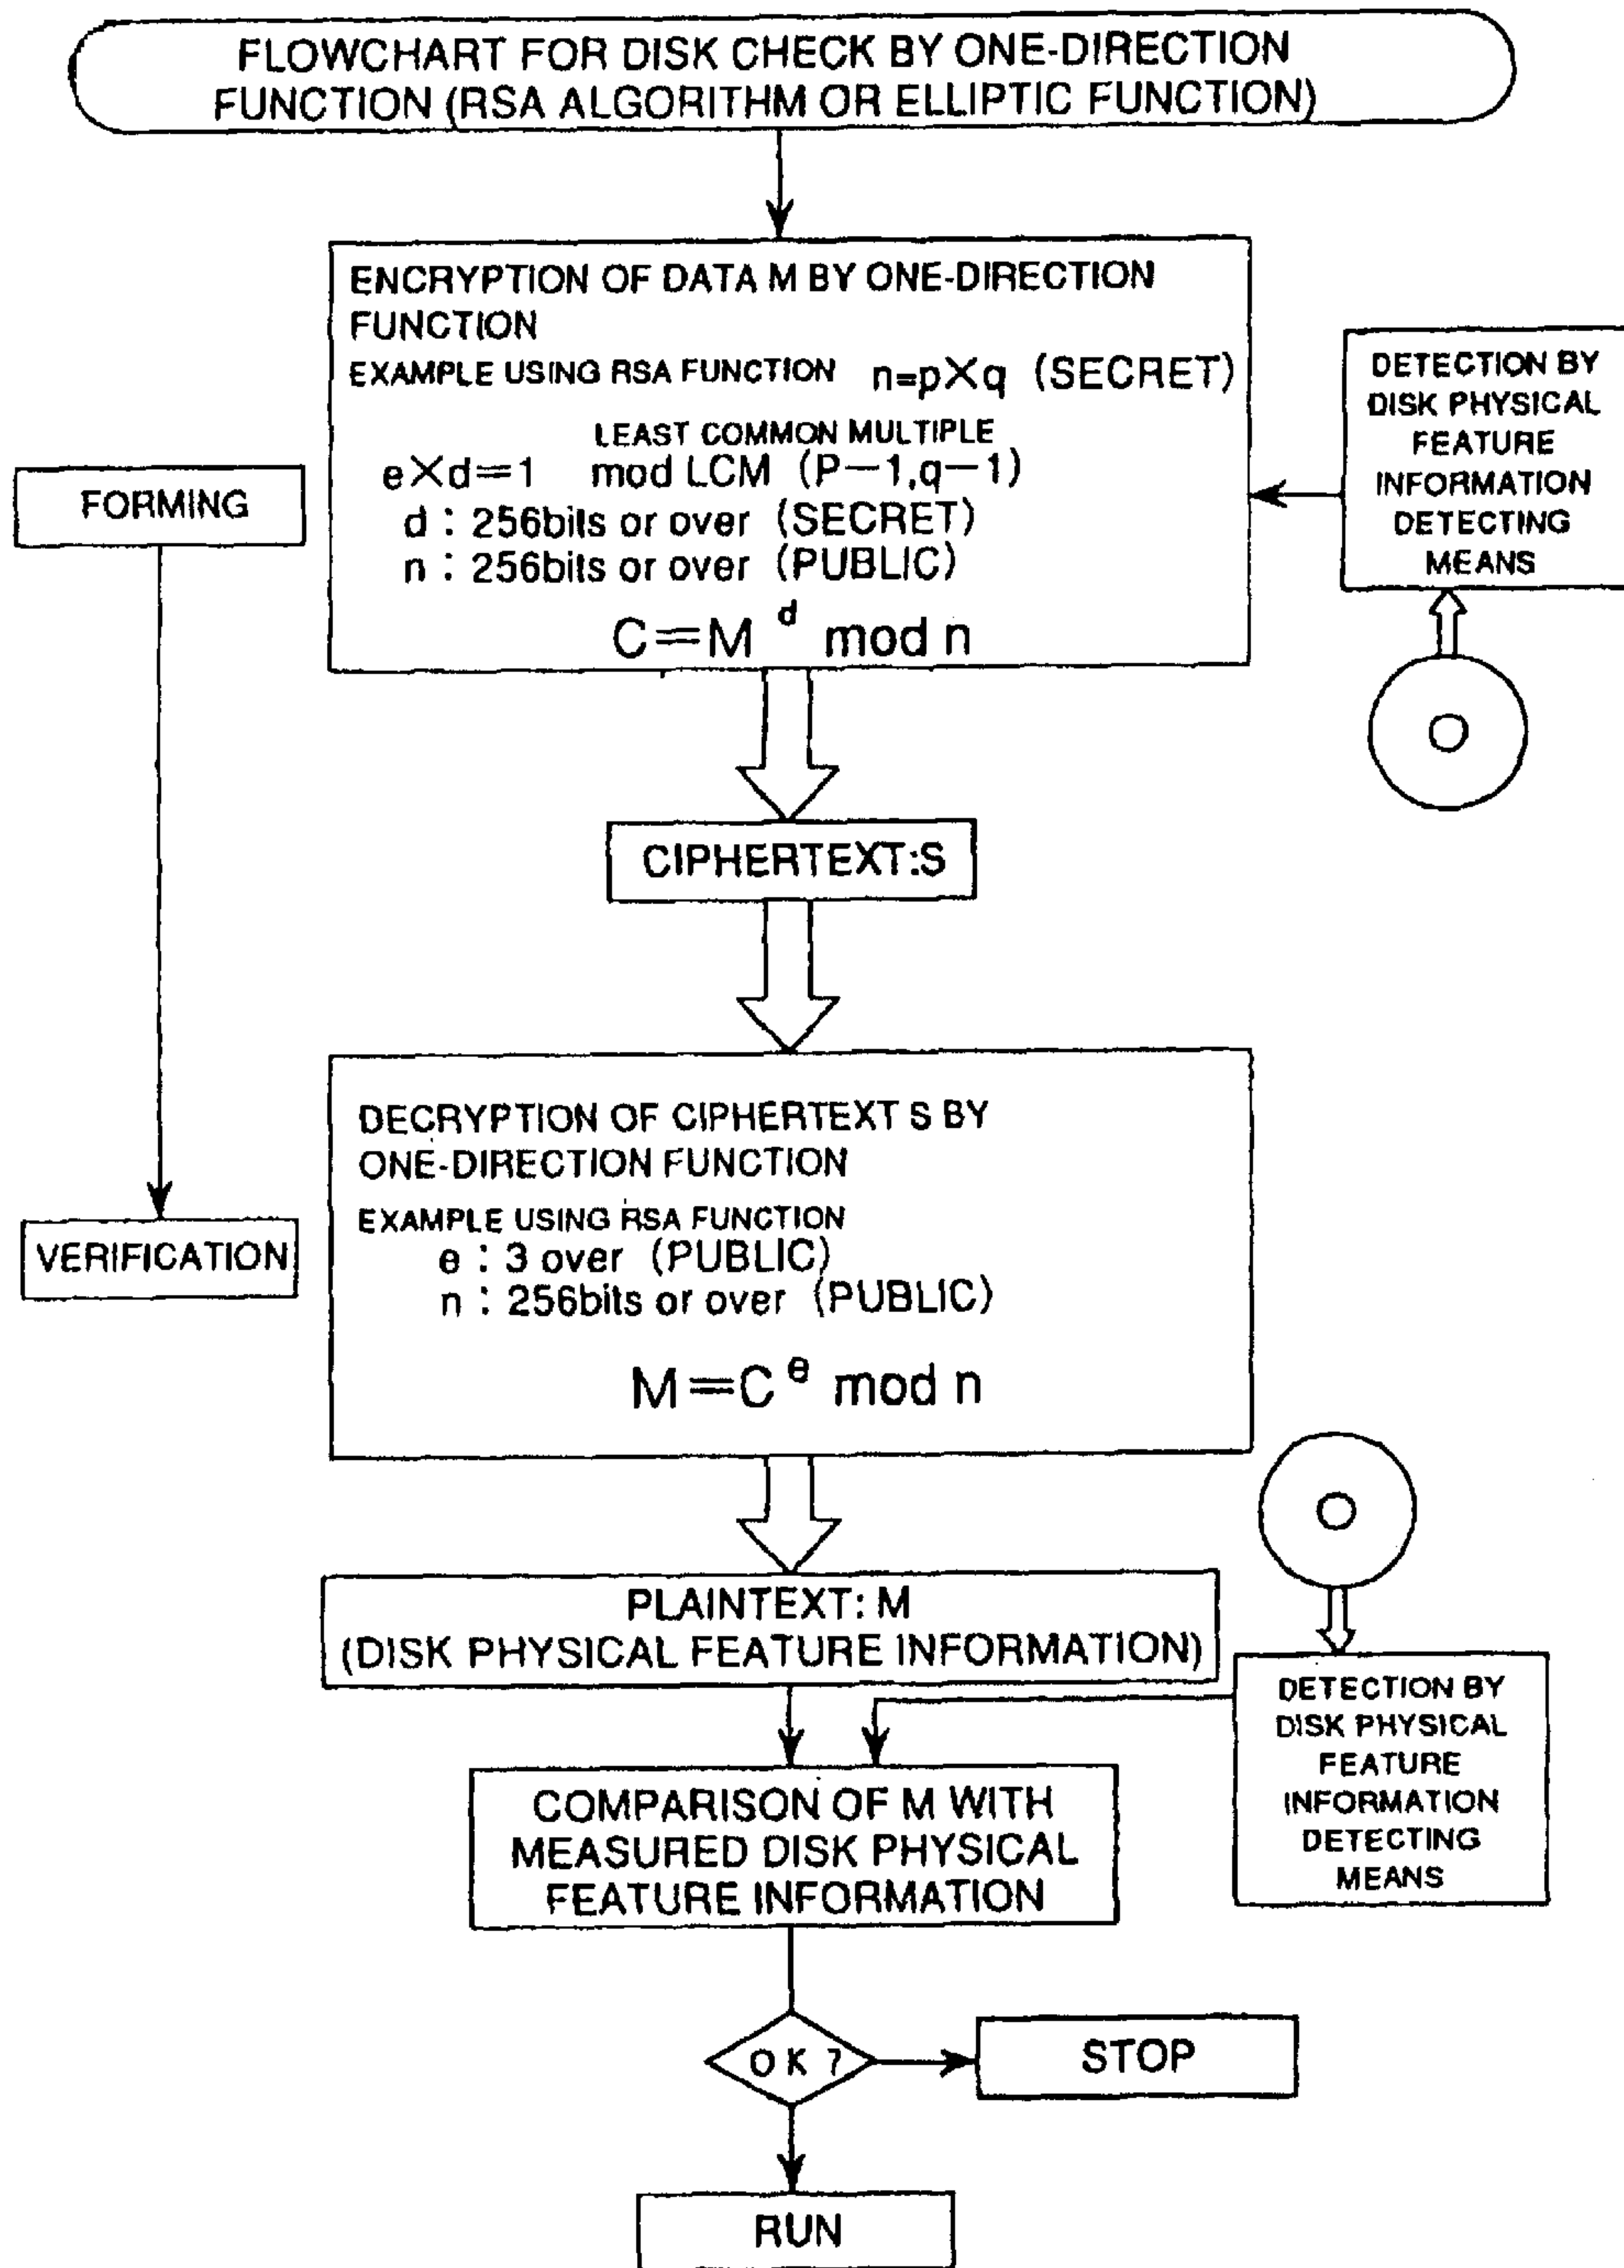 FLOWCHART FOR DISK CHECK BY ONE-DIRECTION
FUNCTION (RSA ALGORITHM OR ELLIPTIC FUNCTION)
ENCRYPTION OF DATA M BY ONE-DIRECTION
FUNCTION
EXAMPLE USING RSA FUNCTION n=p×q (SECRET)
LEAST COMMON MULTIPLE
e×d=1 mod LCM (P−1,q−1)
d : 256bits or over (SECRET)
n : 256bits or over (PUBLIC)
C=M^d mod n
DETECTION BY
DISK PHYSICAL
FEATURE
INFORMATION
DETECTING
MEANS
FORMING
CIPHERTEXT:S
DECRYPTION OF CIPHERTEXT S BY
ONE-DIRECTION FUNCTION
EXAMPLE USING RSA FUNCTION
e : 3 over (PUBLIC)
n : 256bits or over (PUBLIC)
M=C^e mod n
VERIFICATION
PLAINTEXT: M
(DISK PHYSICAL FEATURE INFORMATION)
DETECTION BY
DISK PHYSICAL
FEATURE
INFORMATION
DETECTING
MEANS
COMPARISON OF M WITH
MEASURED DISK PHYSICAL
FEATURE INFORMATION
OK?
STOP
RUN